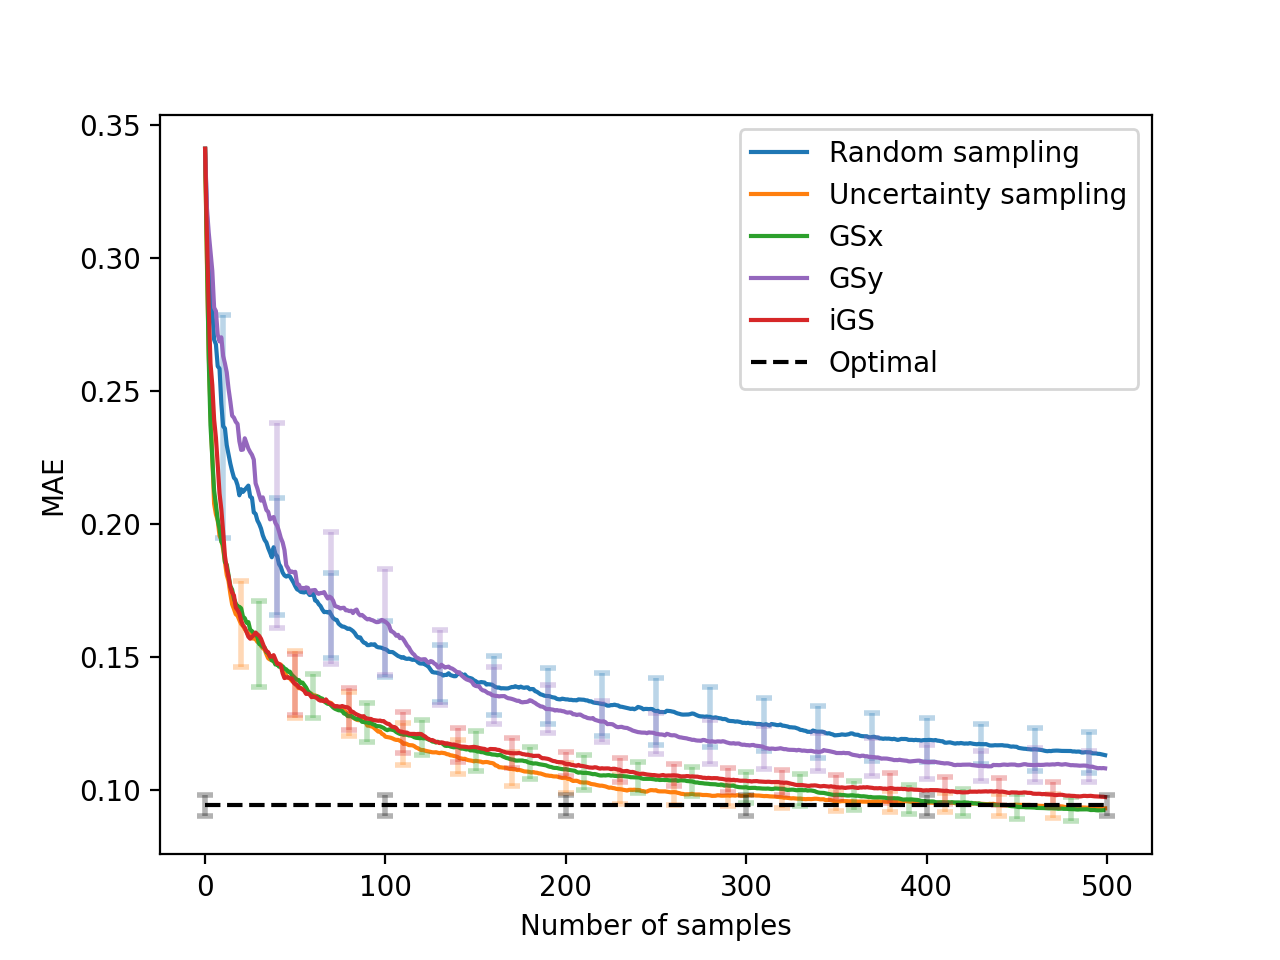 0.35
0.30
0.25
0.20
0.15
0.10
MAE
Random sampling
Uncertainty sampling
GSx
GSy
iGS
Optimal
0 100 200 300 400 500
Number of samples